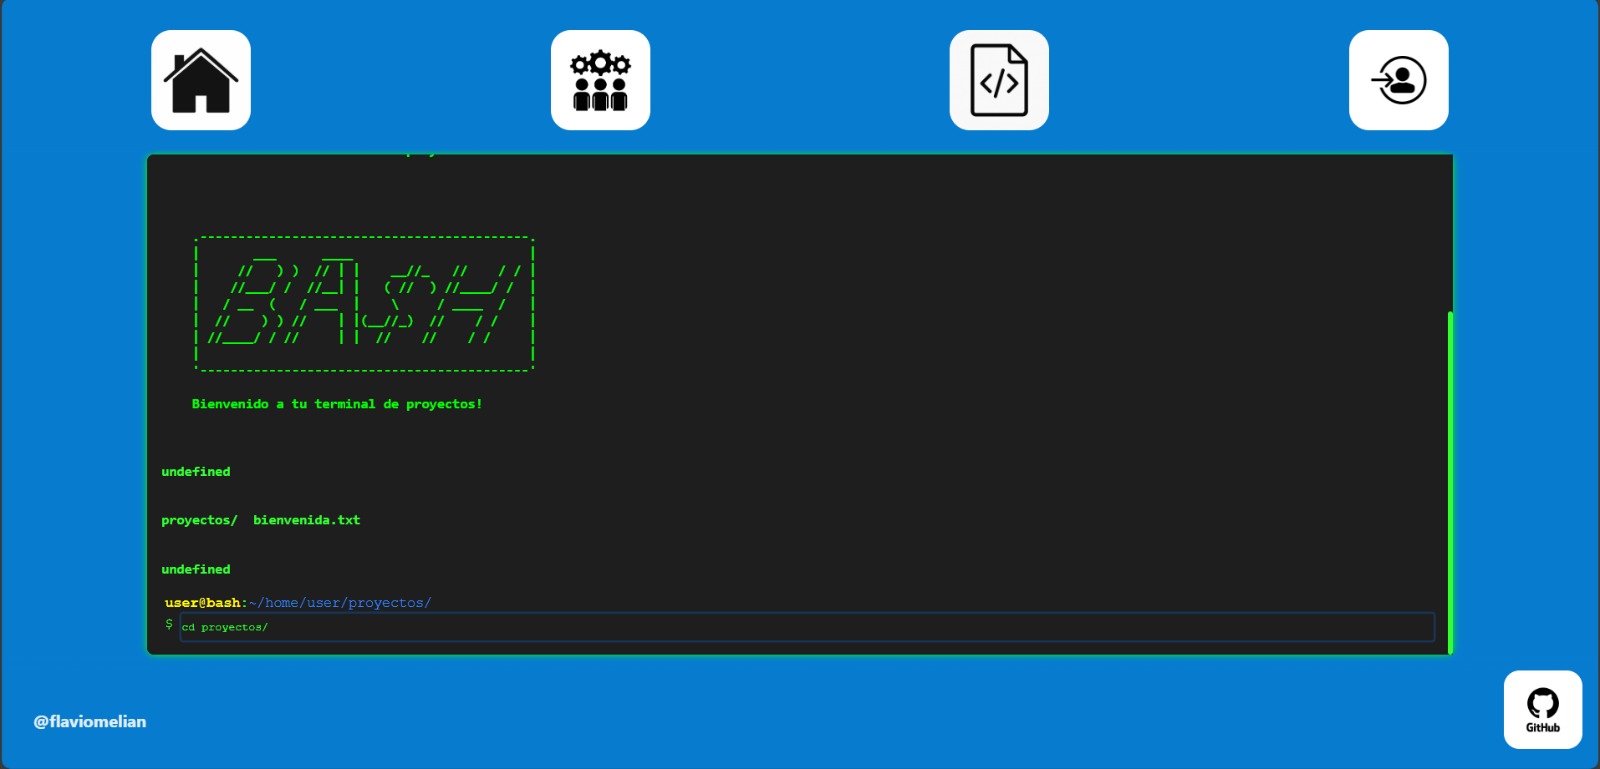 </>
BASH
Bienvenido a tu terminal de proyectos!
undefined
proyectos/  bienvenida.txt
undefined
user@bash:~/home/user/proyectos/
$ cd proyectos/
@flaviomelian
GitHub